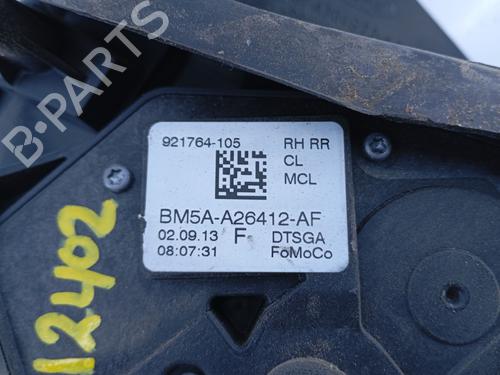 921764-105 RH RR
CL
MCL
BM5A-A26412-AF
02.09.13 F DTSGA
08:07:31 FoMoCo
12402
B-PARTS